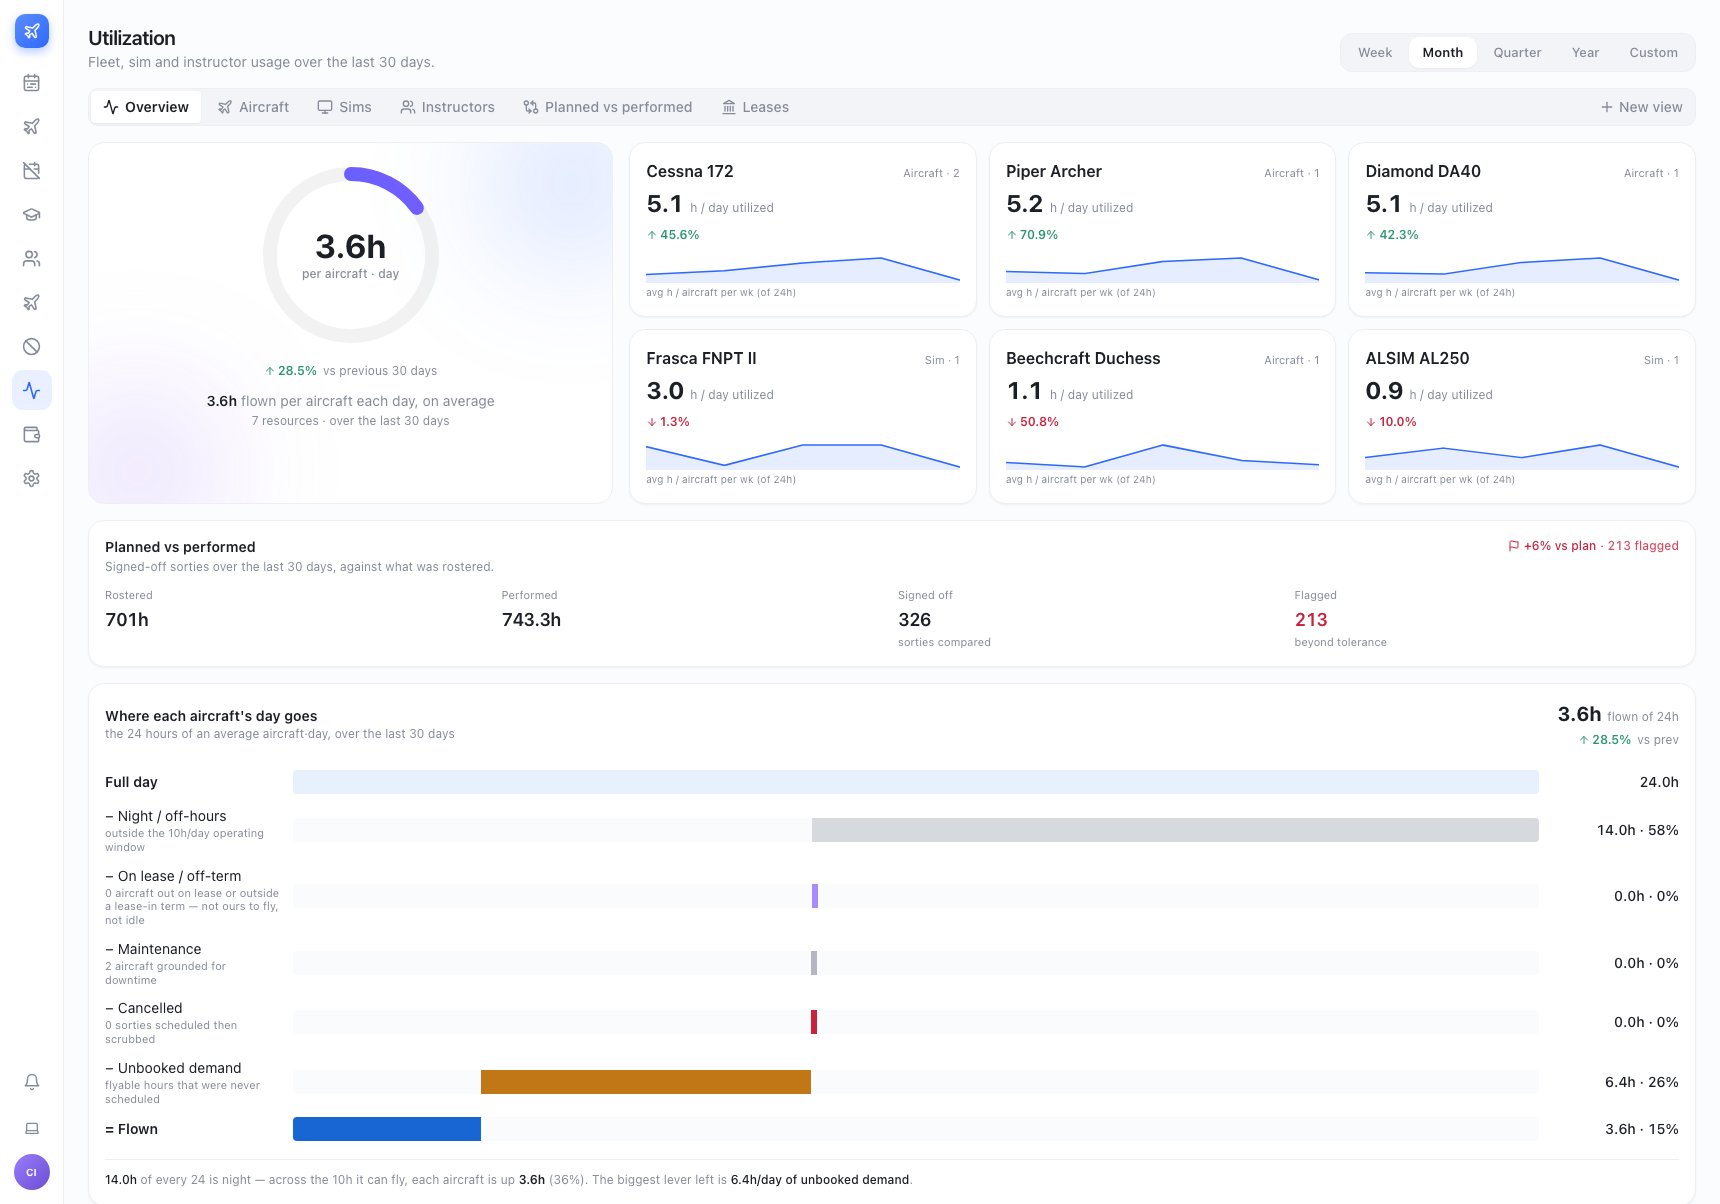 Utilization
Fleet, sim and instructor usage over the last 30 days.
Week Month Quarter Year Custom
Overview Aircraft Sims Instructors Planned vs performed Leases + New view
3.6h
per aircraft · day
↑ 28.5% vs previous 30 days
3.6h flown per aircraft each day, on average
7 resources · over the last 30 days
Cessna 172 Aircraft · 2
5.1 h / day utilized
↑ 45.6%
avg h / aircraft per wk (of 24h)
Piper Archer Aircraft · 1
5.2 h / day utilized
↑ 70.9%
avg h / aircraft per wk (of 24h)
Diamond DA40 Aircraft · 1
5.1 h / day utilized
↑ 42.3%
avg h / aircraft per wk (of 24h)
Frasca FNPT II Sim · 1
3.0 h / day utilized
↓ 1.3%
avg h / aircraft per wk (of 24h)
Beechcraft Duchess Aircraft · 1
1.1 h / day utilized
↓ 50.8%
avg h / aircraft per wk (of 24h)
ALSIM AL250 Sim · 1
0.9 h / day utilized
↓ 10.0%
avg h / aircraft per wk (of 24h)
Planned vs performed +6% vs plan · 213 flagged
Signed-off sorties over the last 30 days, against what was rostered.
Rostered Performed Signed off Flagged
701h 743.3h 326 213
sorties compared beyond tolerance
Where each aircraft's day goes 3.6h flown of 24h
the 24 hours of an average aircraft·day, over the last 30 days
↑ 28.5% vs prev
Full day 24.0h
– Night / off-hours
outside the 10h/day operating
window
14.0h · 58%
– On lease / off-term
0 aircraft out on lease or outside
a lease-in term — not ours to fly,
not idle
0.0h · 0%
– Maintenance
2 aircraft grounded for
downtime
0.0h · 0%
– Cancelled
0 sorties scheduled then
scrubbed
0.0h · 0%
– Unbooked demand
flyable hours that were never
scheduled
6.4h · 26%
= Flown 3.6h · 15%
14.0h of every 24 is night — across the 10h it can fly, each aircraft is up 3.6h (36%). The biggest lever left is 6.4h/day of unbooked demand.
CI